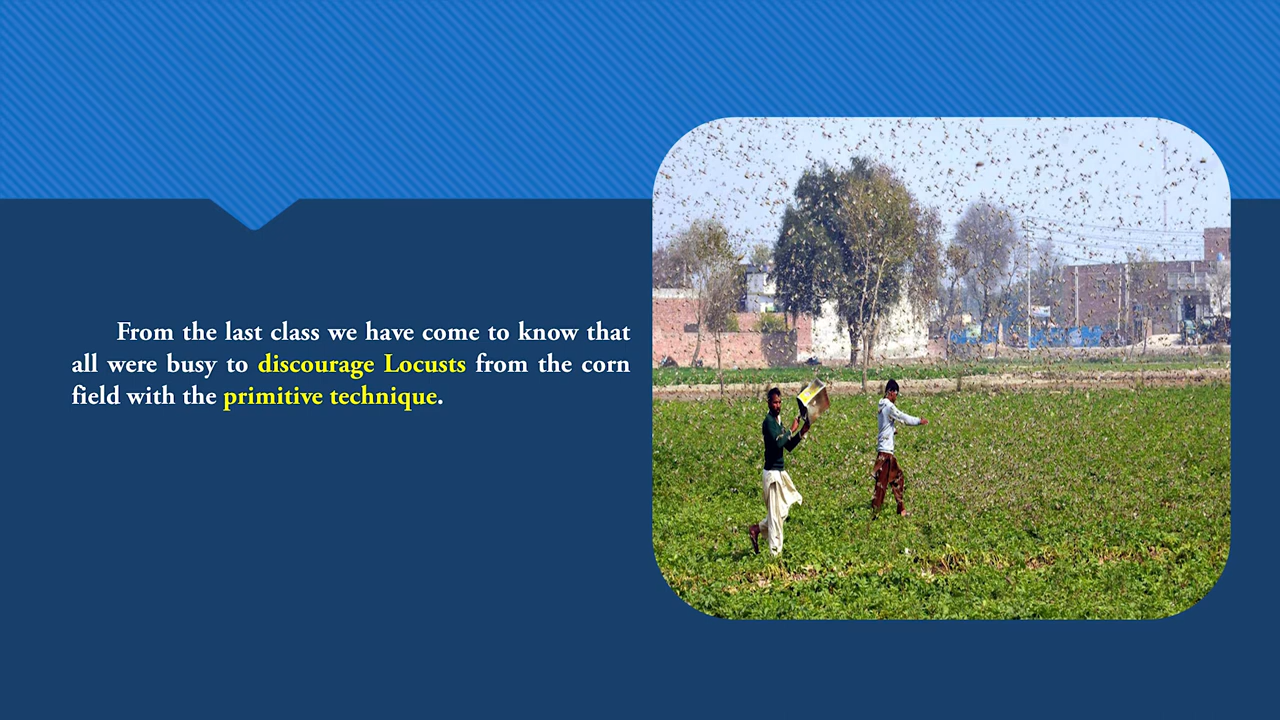 From the last class we have come to know that
all were busy to discourage Locusts from the corn
field with the primitive technique.